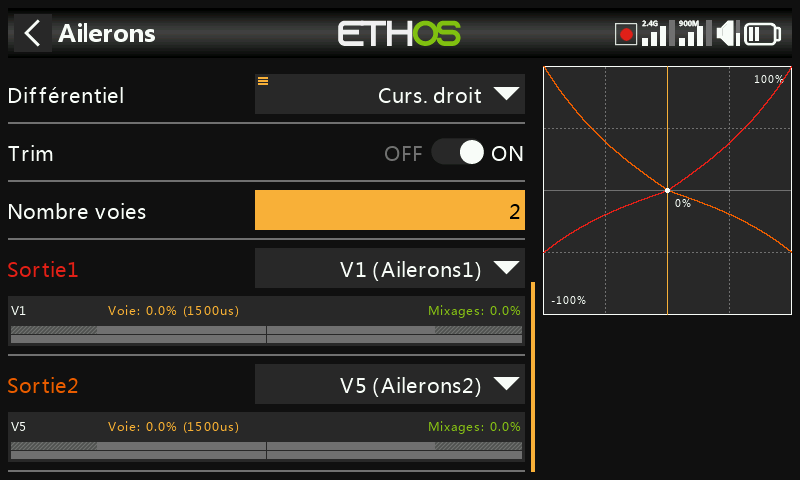 Ailerons
ETHOS
2.4G
900M
Différentiel
Curs. droit
Trim
OFF
ON
Nombre voies
2
Sortie1
V1 (Ailerons1)
V1
Voie: 0.0% (1500us)
Mixages: 0.0%
Sortie2
V5 (Ailerons2)
V5
Voie: 0.0% (1500us)
Mixages: 0.0%
100%
0%
-100%